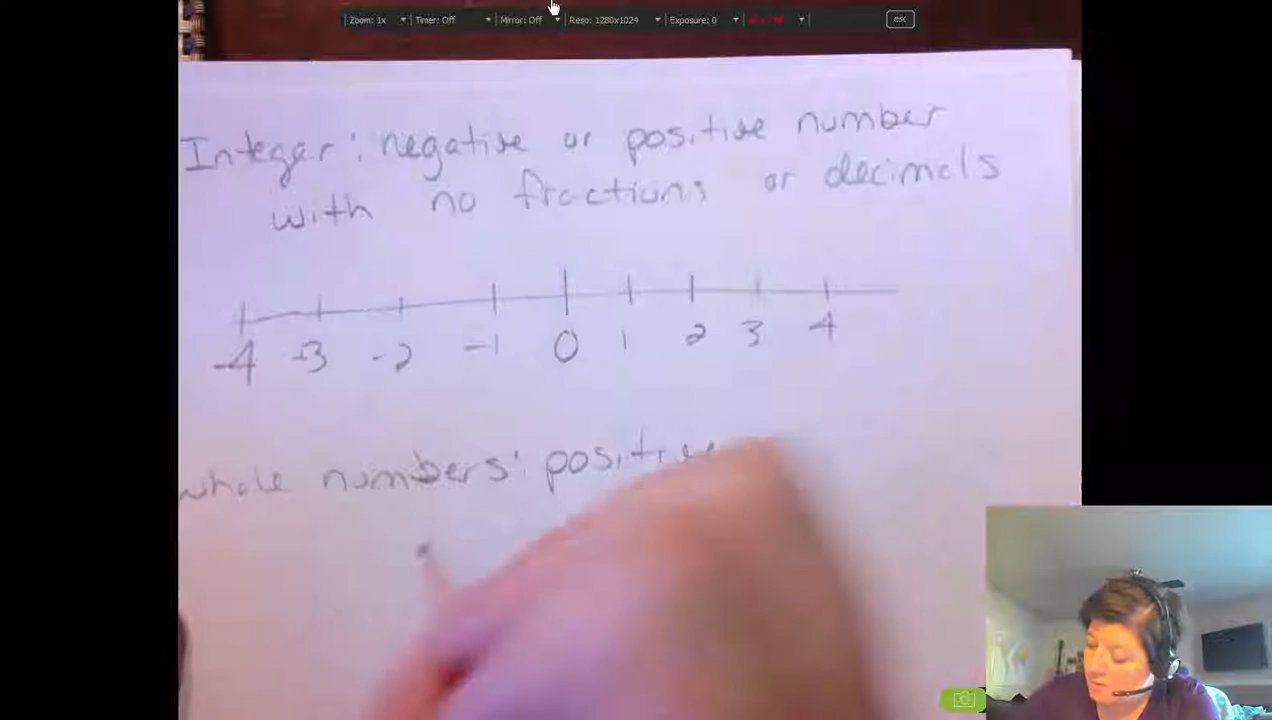 Zoom: 1x Timer: Off Mirror: Off Reso: 1280x1024 Exposure: 0 esc
Integer: negative or positive number
with no fractions or decimals
-4 -3 -2 -1 0 1 2 3 4
whole numbers: positive